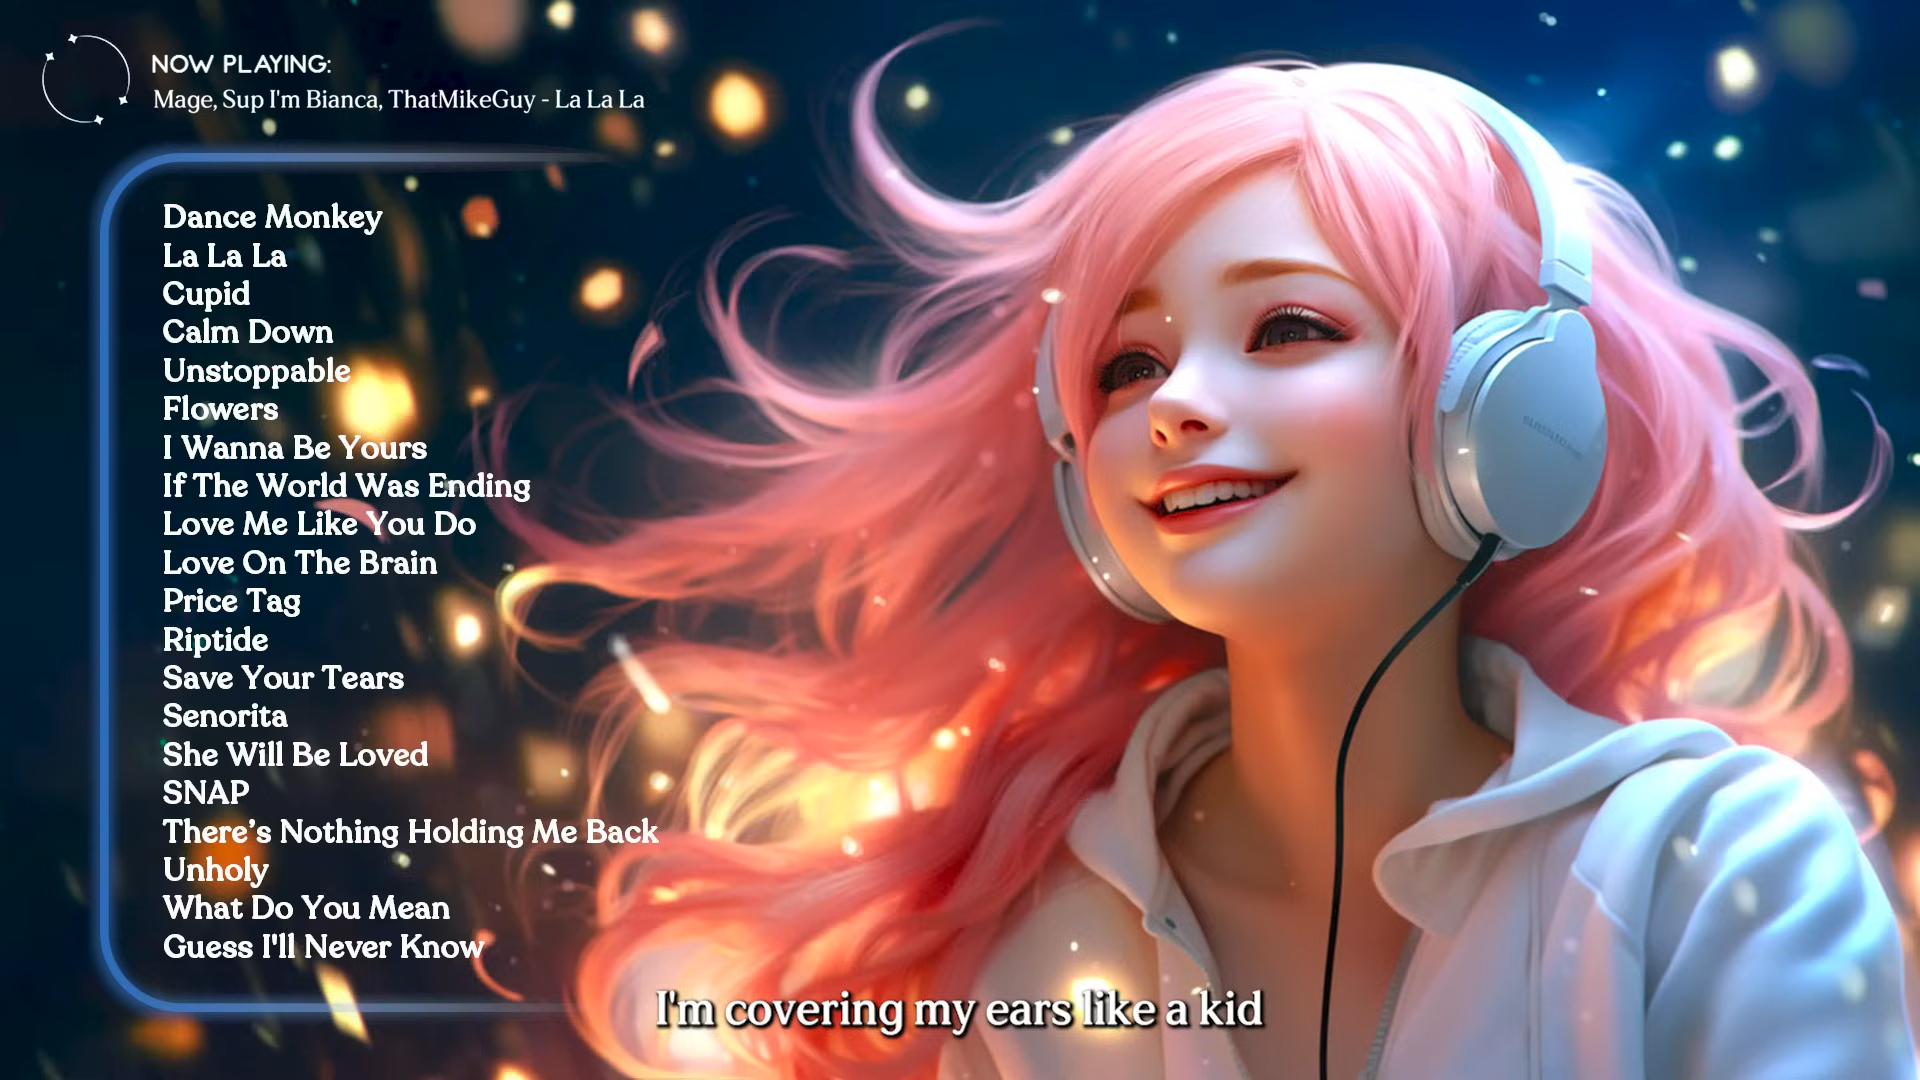 NOW PLAYING:
Mage, Sup I'm Bianca, ThatMikeGuy - La La La
Dance Monkey
La La La
Cupid
Calm Down
Unstoppable
Flowers
I Wanna Be Yours
If The World Was Ending
Love Me Like You Do
Love On The Brain
Price Tag
Riptide
Save Your Tears
Senorita
She Will Be Loved
SNAP
There's Nothing Holding Me Back
Unholy
What Do You Mean
Guess I'll Never Know
I'm covering my ears like a kid